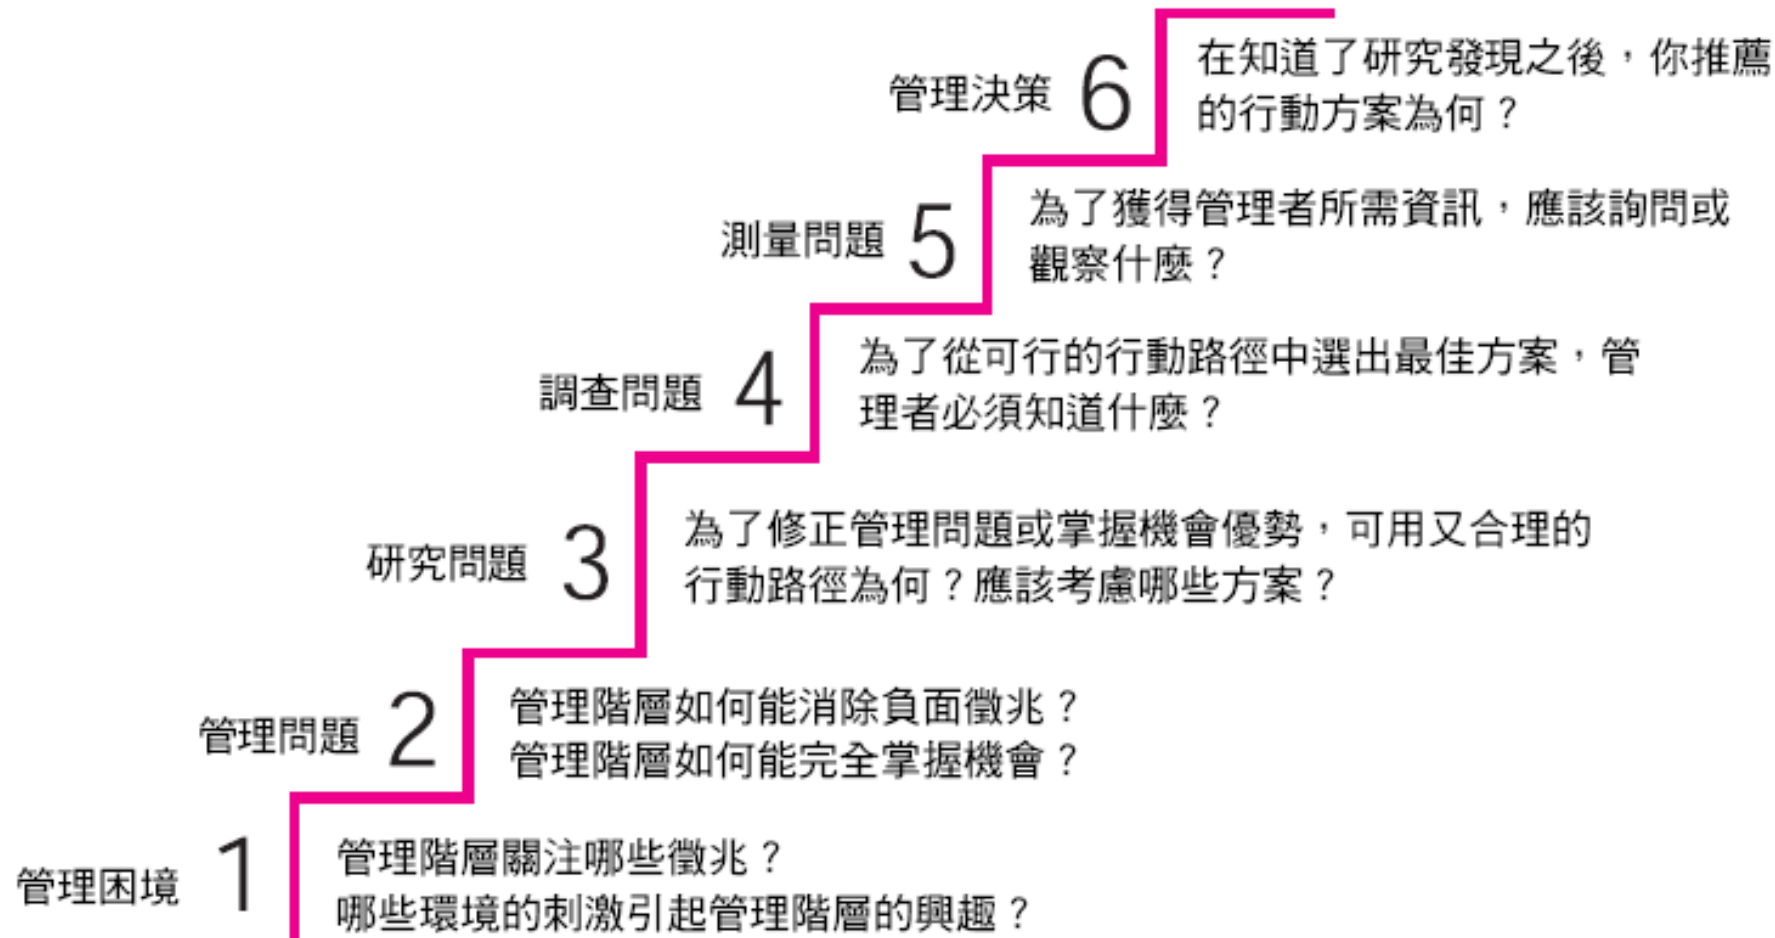 管理決策 6
在知道了研究發現之後，你推薦
的行動方案為何？
測量問題 5
為了獲得管理者所需資訊，應該詢問或
觀察什麼？
調查問題 4
為了從可行的行動路徑中選出最佳方案，管
理者必須知道什麼？
研究問題 3
為了修正管理問題或掌握機會優勢，可用又合理的
行動路徑為何？應該考慮哪些方案？
管理問題 2
管理階層如何能消除負面徵兆？
管理階層如何能完全掌握機會？
管理困境 1
管理階層關注哪些徵兆？
哪些環境的刺激引起管理階層的興趣？